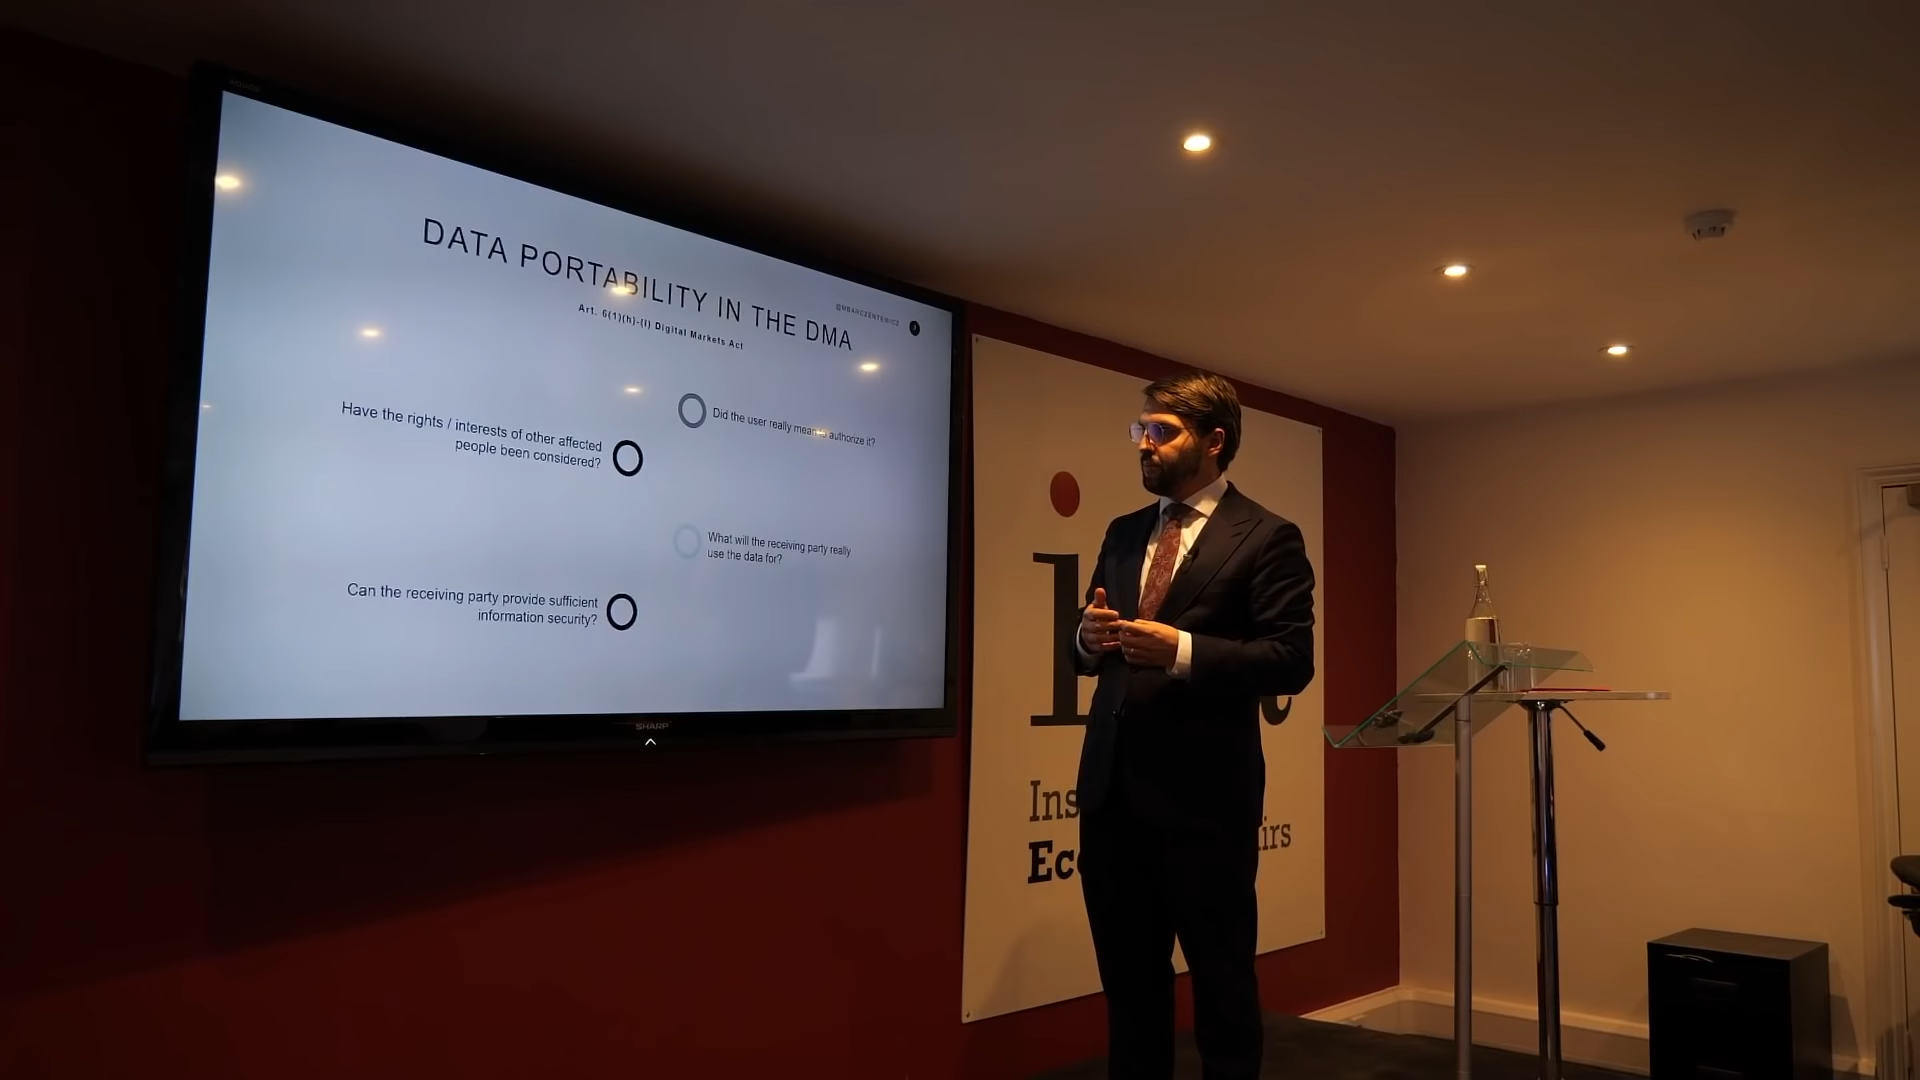 DATA PORTABILITY IN THE DMA
@MBARCZENTEWICZ
Art. 6(1)(h)-(i) Digital Markets Act
Have the rights / interests of other affected
people been considered?
Did the user really mean to authorize it?
What will the receiving party really
use the data for?
Can the receiving party provide sufficient
information security?
SHARP
i
Ins
irs
Ec